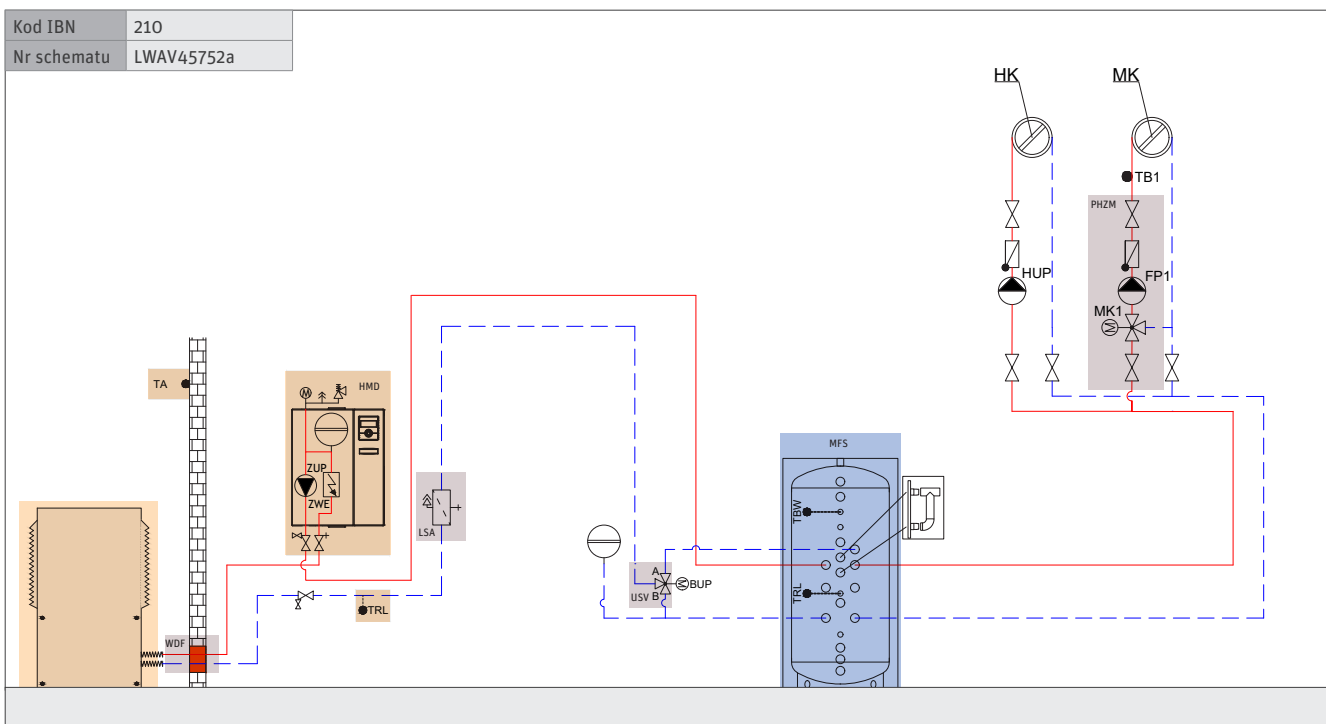 Kod IBN 210
Nr schematu LWAV45752a
HK MK
TB1
PHZM
HUP FP1
MK1
TA
M HMD
ZUP
ZWE
LSA
MFS
TBW
A
USV B M BUP
TRL
TRL
WDF
M